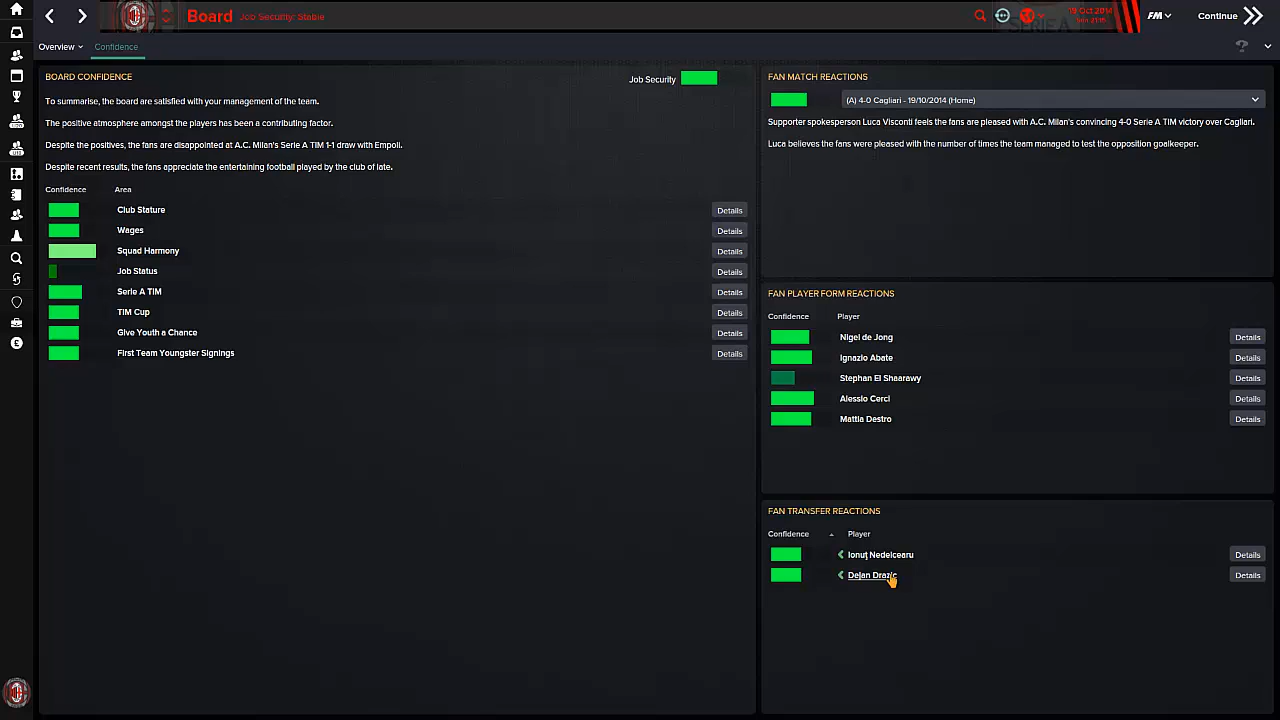 Board
Job Security: Stable
19 Oct 2014
Sun 21:15
FM
Continue
Overview
Confidence
BOARD CONFIDENCE
Job Security
To summarise, the board are satisfied with your management of the team.
The positive atmosphere amongst the players has been a contributing factor.
Despite the positives, the fans are disappointed at A.C. Milan's Serie A TIM 1-1 draw with Empoli.
Despite recent results, the fans appreciate the entertaining football played by the club of late.
Confidence Area
Club Stature Details
Wages Details
Squad Harmony Details
Job Status Details
Serie A TIM Details
TIM Cup Details
Give Youth a Chance Details
First Team Youngster Signings Details
FAN MATCH REACTIONS
(A) 4-0 Cagliari - 19/10/2014 (Home)
Supporter spokesperson Luca Visconti feels the fans are pleased with A.C. Milan's convincing 4-0 Serie A TIM victory over Cagliari.
Luca believes the fans were pleased with the number of times the team managed to test the opposition goalkeeper.
FAN PLAYER FORM REACTIONS
Confidence Player
Nigel de Jong Details
Ignazio Abate Details
Stephan El Shaarawy Details
Alessio Cerci Details
Mattia Destro Details
FAN TRANSFER REACTIONS
Confidence Player
Ionuț Nedelcearu Details
Dejan Drazic Details